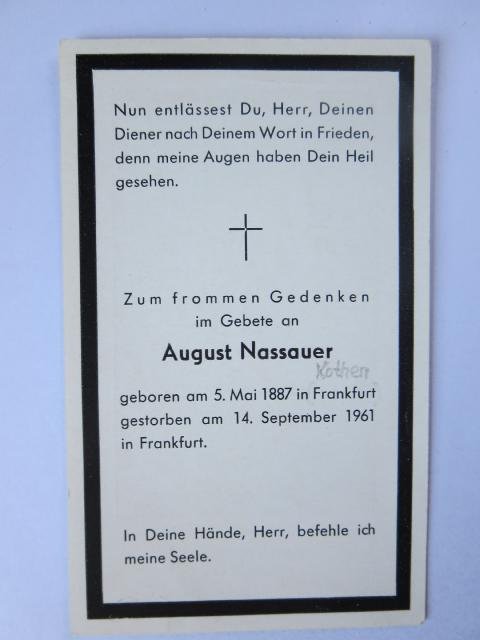 Nun entlässest Du, Herr, Deinen
Diener nach Deinem Wort in Frieden,
denn meine Augen haben Dein Heil
gesehen.
Zum frommen Gedenken
im Gebete an
August Nassauer
Kothen
geboren am 5. Mai 1887 in Frankfurt
gestorben am 14. September 1961
in Frankfurt.
In Deine Hände, Herr, befehle ich
meine Seele.